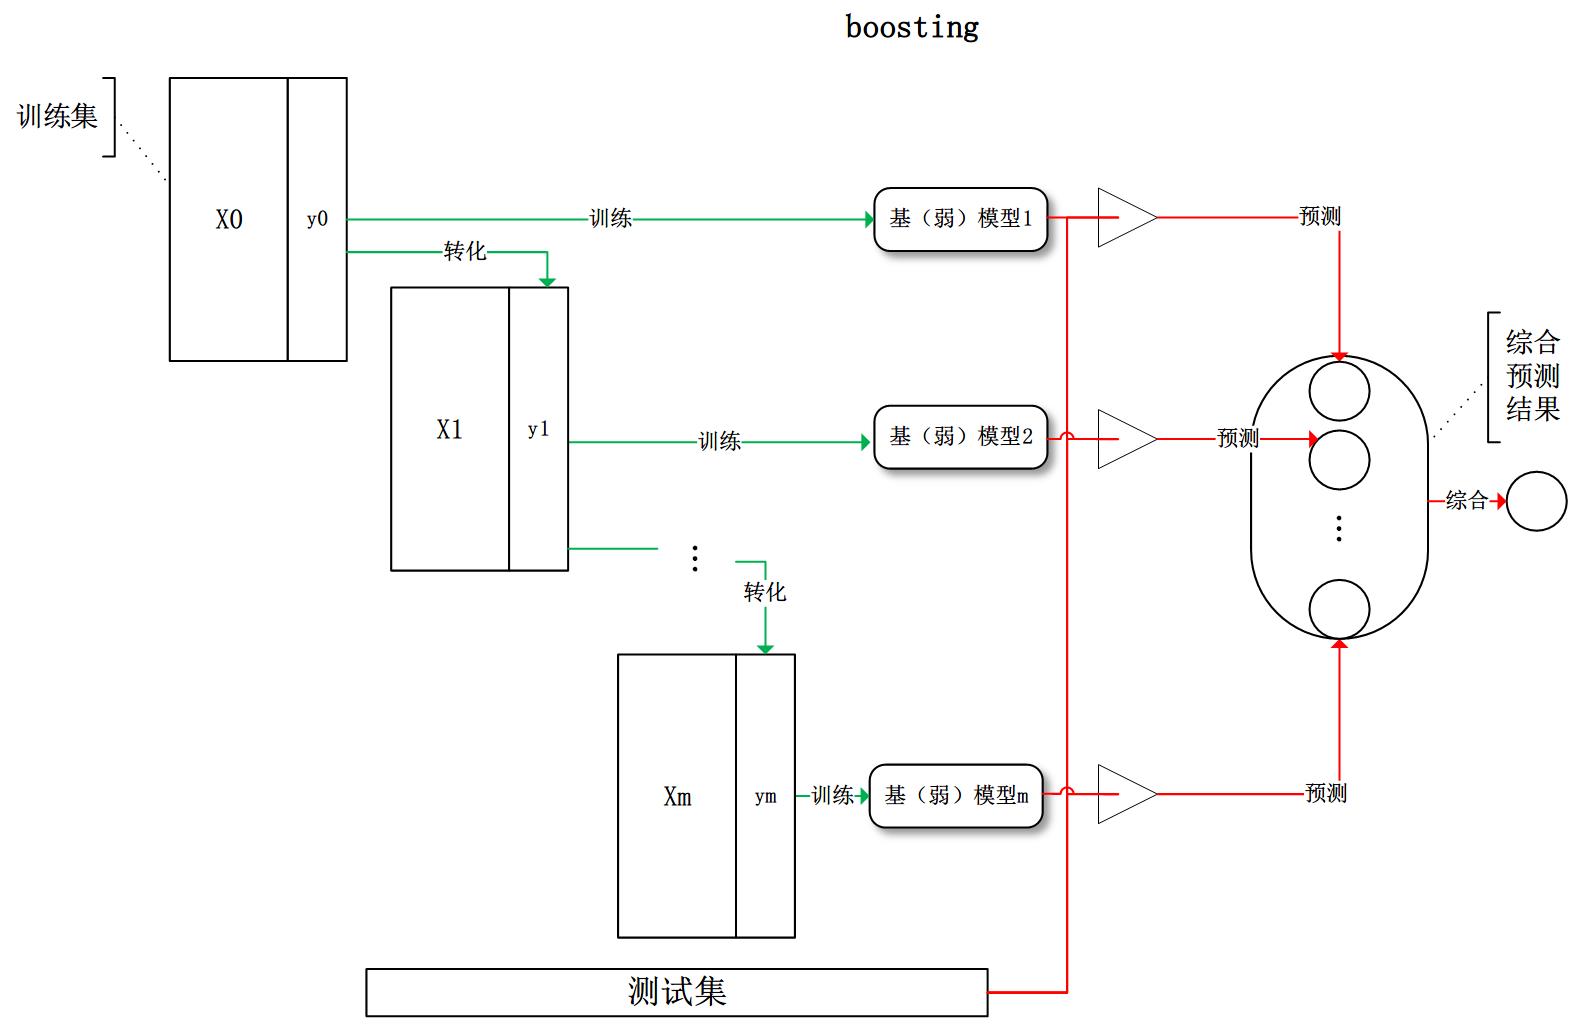 boosting
训练集
X0
y0
训练
基（弱）模型1
预测
转化
X1
y1
训练
基（弱）模型2
预测
综合
预测
结果
综合
转化
Xm
ym
训练
基（弱）模型m
预测
测试集